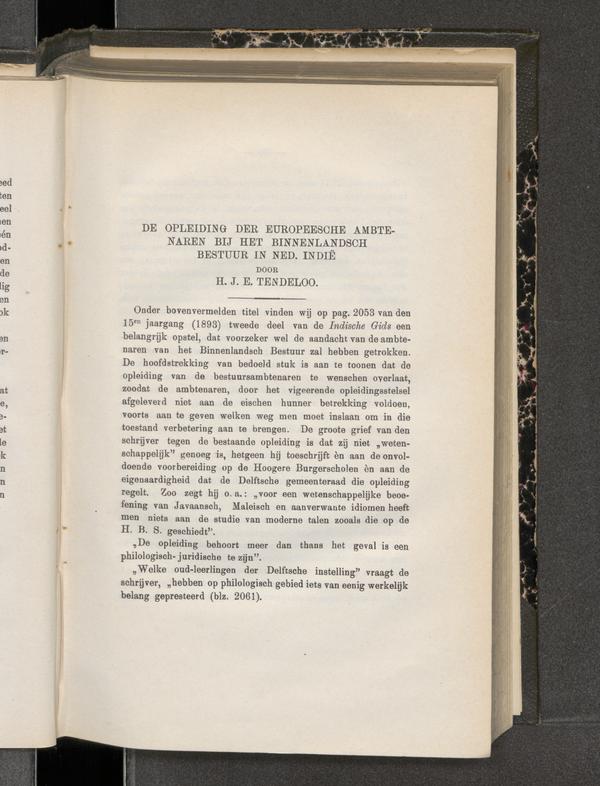 DE OPLEIDING DER EUROPEESCHE AMBTE-
NAREN BIJ HET BINNENLANDSCH
BESTUUR IN NED. INDIË
DOOR
H. J. E. TENDELOO.
Onder bovenvermelden titel vinden wij op pag. 2053 van den
15en jaargang (1893) tweede deel van de Indische Gids een
belangrijk opstel, dat voorzeker wel de aandacht van de ambte-
naren van het Binnenlandsch Bestuur zal hebben getrokken.
De hoofdstrekking van bedoeld stuk is aan te toonen dat de
opleiding van de bestuursambtenaren te wenschen overlaat,
zoodat de ambtenaren, door het vigeerende opleidingsstelsel
afgeleverd niet aan de eischen hunner betrekking voldoen,
voorts aan te geven welken weg men moet inslaan om in die
toestand verbetering aan te brengen. De groote grief van den
schrijver tegen de bestaande opleiding is dat zij niet „weten-
schappelijk” genoeg is, hetgeen hij toeschrijft èn aan de onvol-
doende voorbereiding op de Hoogere Burgerscholen èn aan de
eigenaardigheid dat de Delftsche gemeenteraad die opleiding
regelt. Zoo zegt hij o. a.: „voor een wetenschappelijke beoe-
fening van Javaansch, Maleisch en aanverwante idiomen heeft
men niets aan de studie van moderne talen zooals die op de
H. B. S. geschiedt”.
„De opleiding behoort meer dan thans het geval is een
philologisch-juridische te zijn”.
„Welke oud-leerlingen der Delftsche instelling” vraagt de
schrijver, „hebben op philologisch gebied iets van eenig werkelijk
belang gepresteerd (blz. 2061).